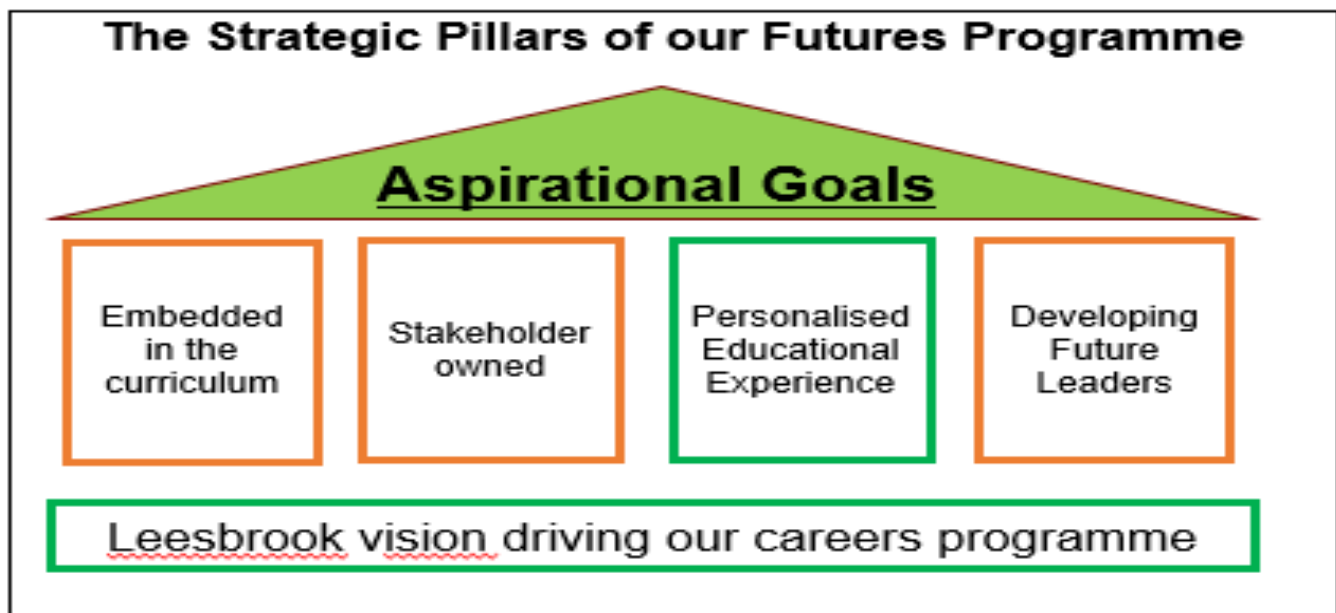 The Strategic Pillars of our Futures Programme
Aspirational Goals
Embedded
in the
curriculum
Stakeholder
owned
Personalised
Educational
Experience
Developing
Future
Leaders
Leesbrook vision driving our careers programme